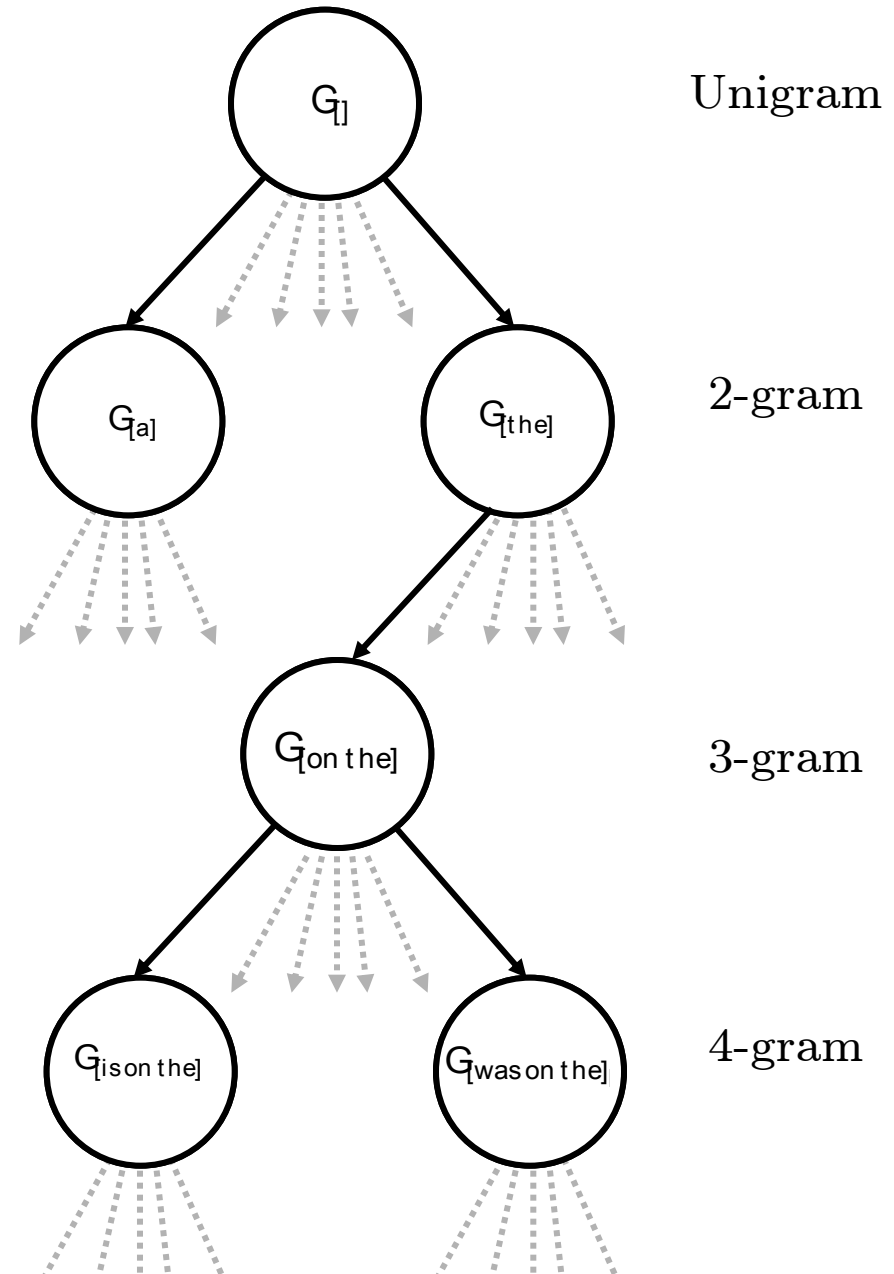 G[] Unigram
G[a] G[the] 2-gram
G[on the] 3-gram
G[is on the] G[was on the] 4-gram